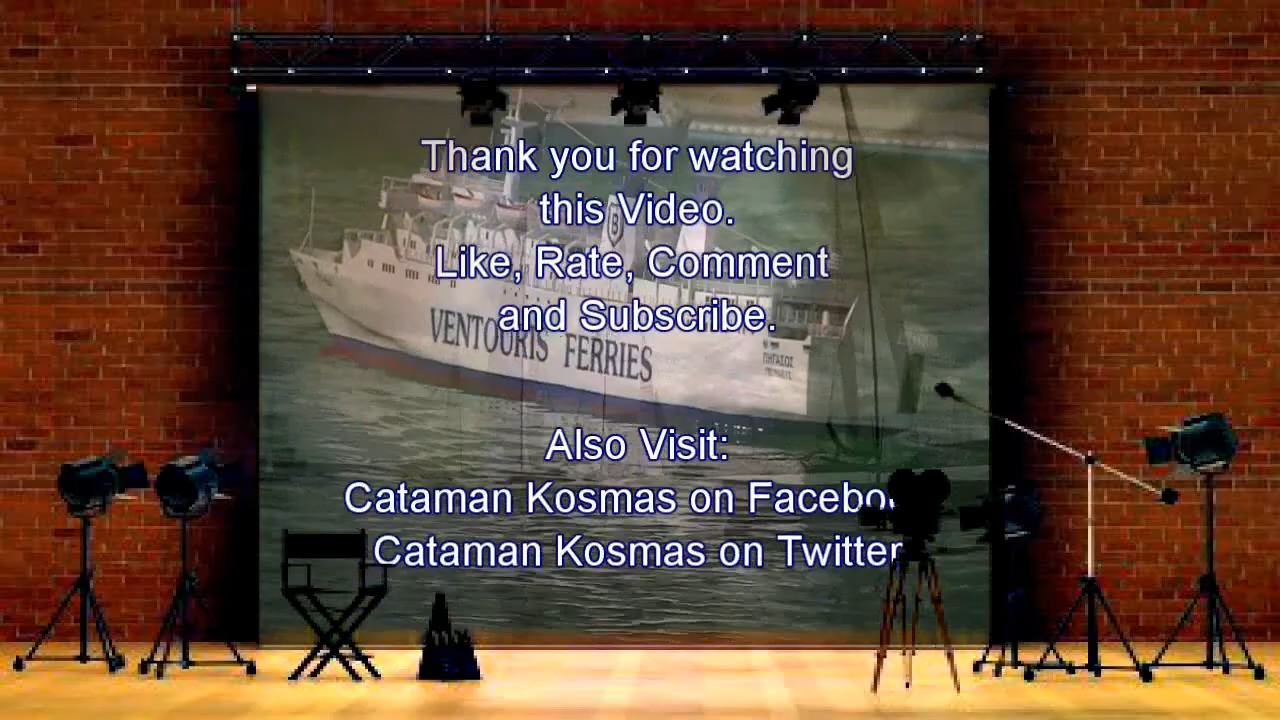 Thank you for watching
this Video.
Like, Rate, Comment
and Subscribe.
VENTOURIS FERRIES
ΠΗΓΑΣΟΣ
Also Visit:
Cataman Kosmas on Facebo
Cataman Kosmas on Twitter